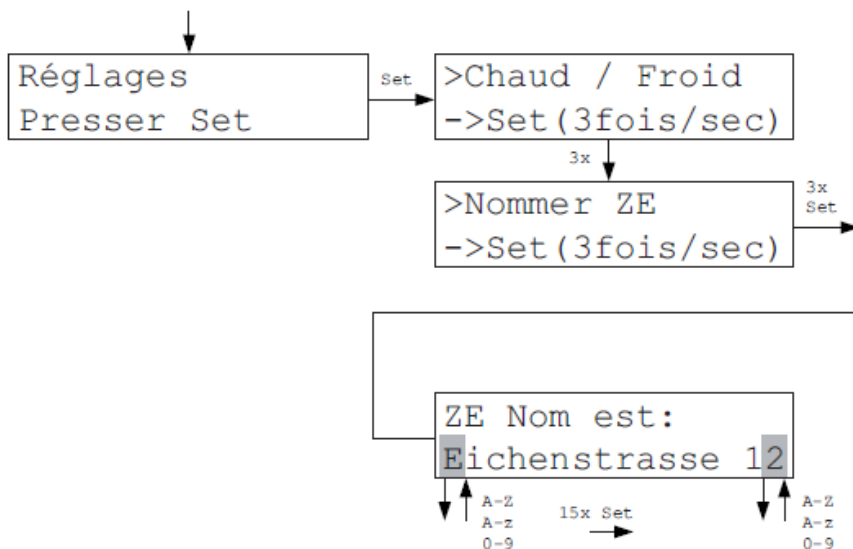 Réglages
Presser Set
Set
>Chaud / Froid
->Set(3fois/sec)
3x
>Nommer ZE
->Set(3fois/sec)
3x
Set
ZE Nom est:
Eichenstrasse 12
A-Z
A-z
0-9
15x Set
A-Z
A-z
0-9